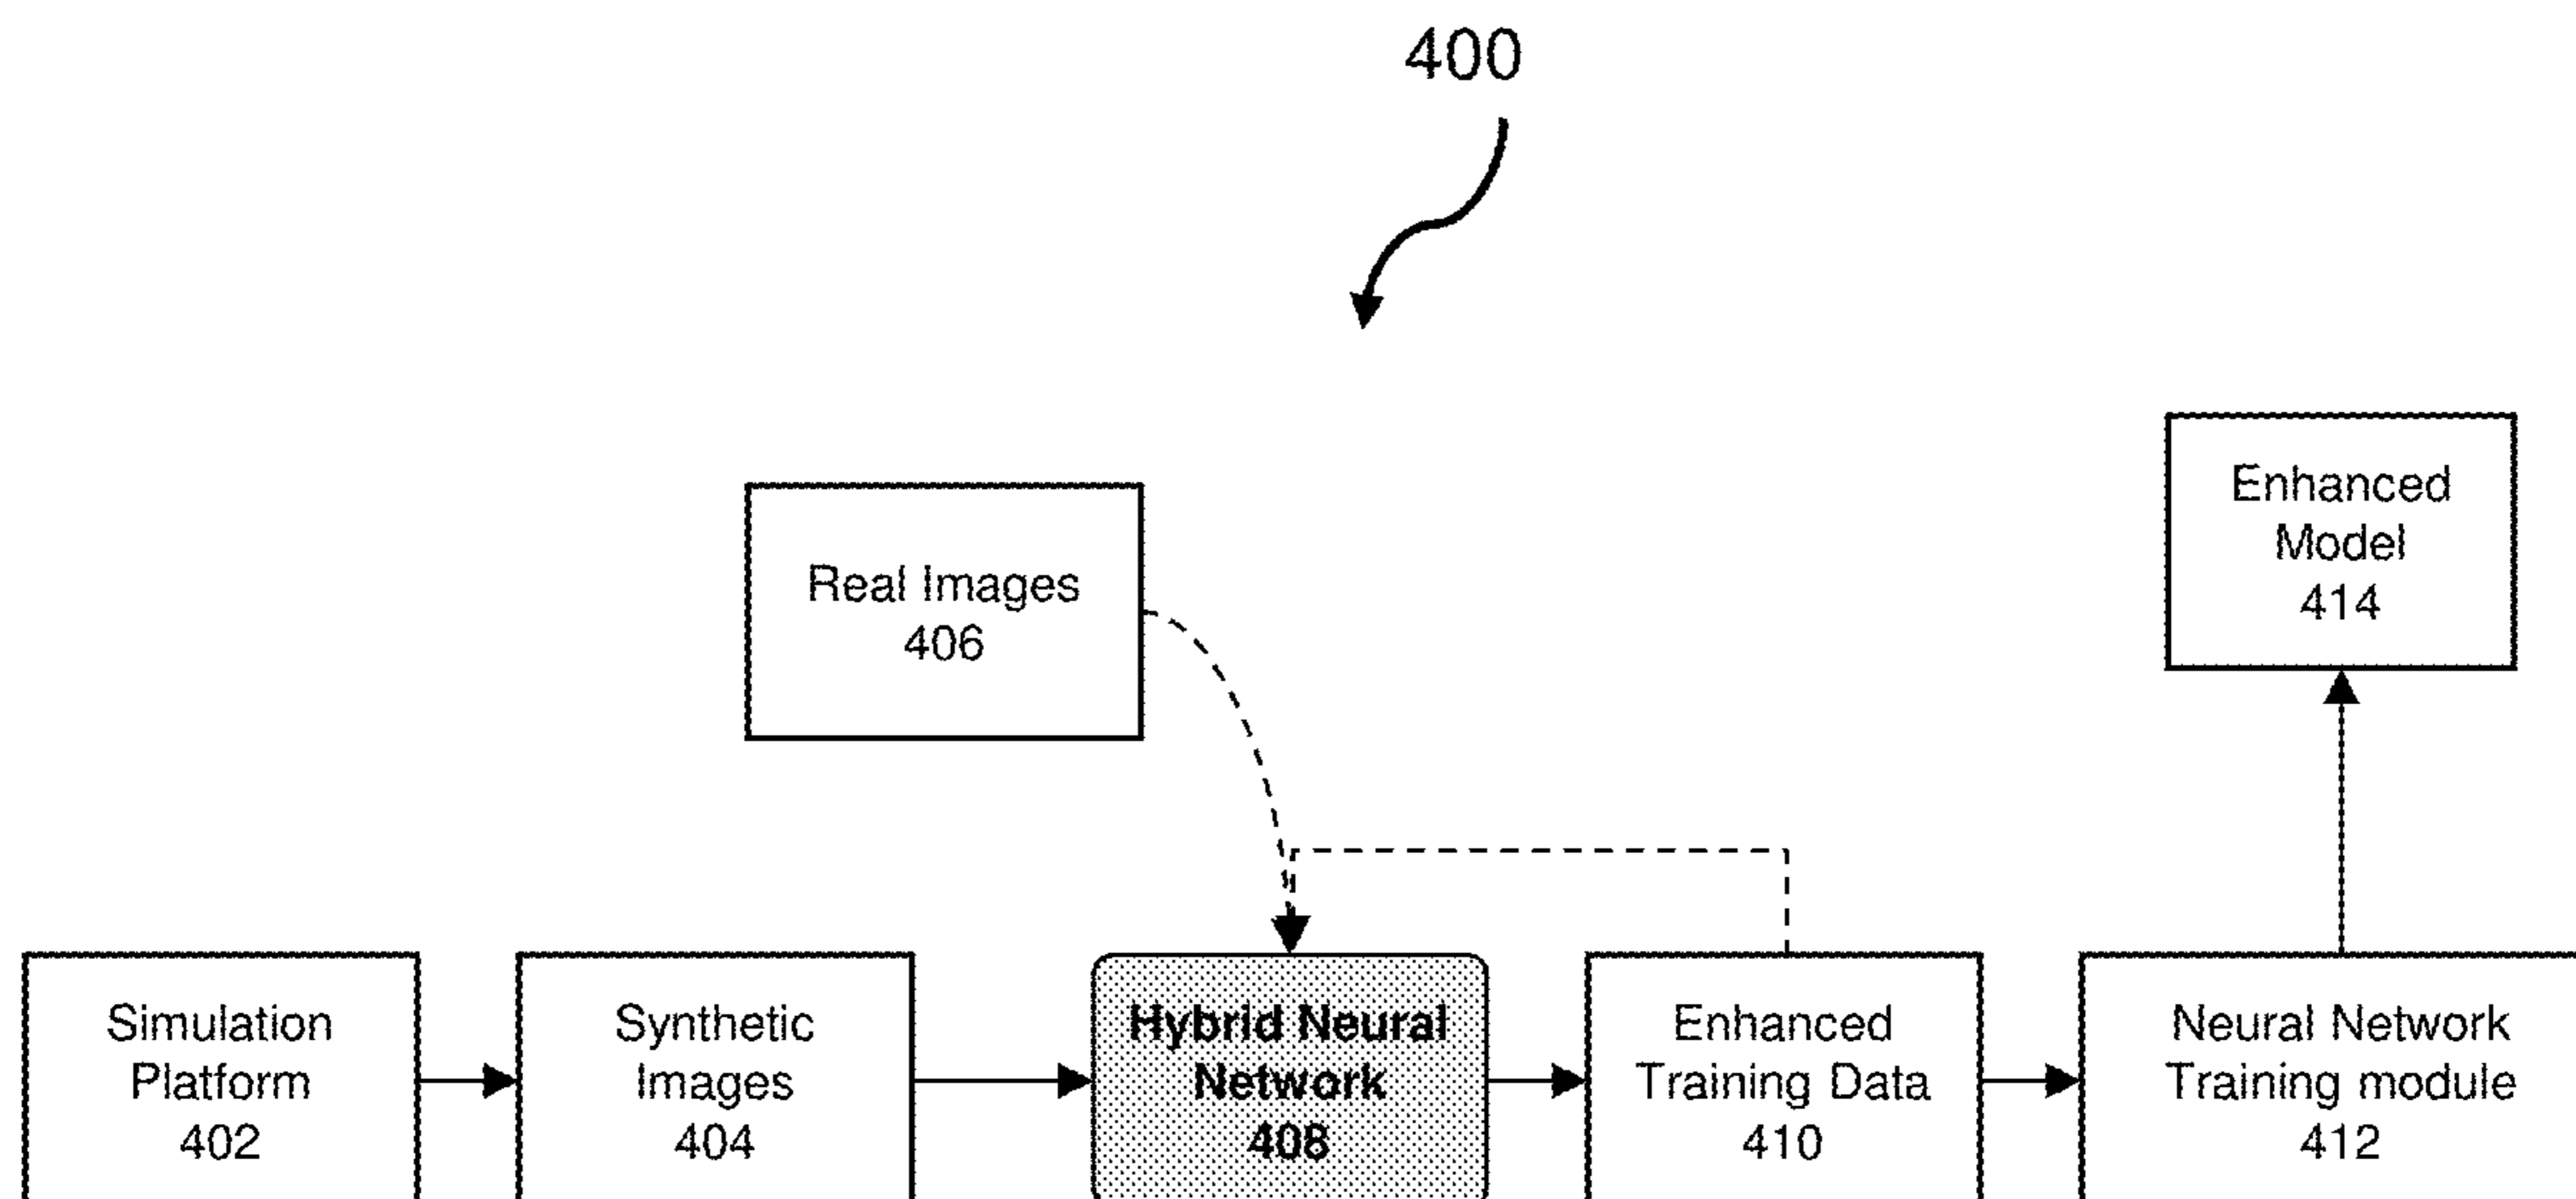 400
Enhanced
Model
414
Real Images
406
Simulation
Platform
402
Synthetic
Images
404
Hybrid Neural
Network
408
Enhanced
Training Data
410
Neural Network
Training module
412